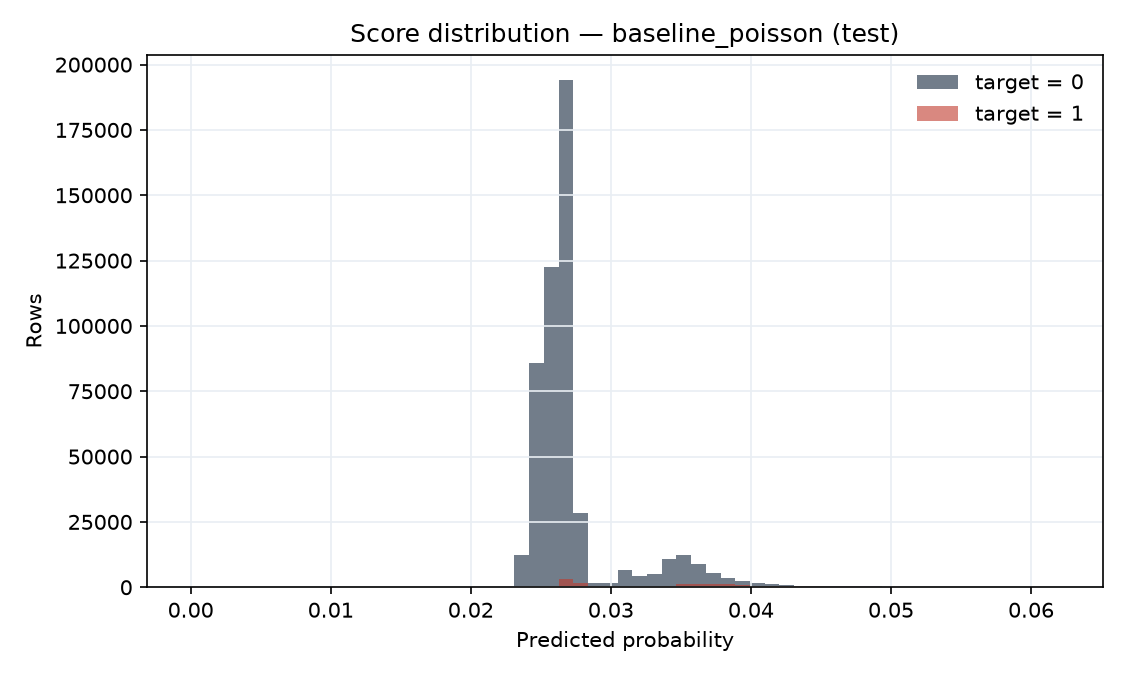 Score distribution — baseline_poisson (test)
target = 0
target = 1
Rows
200000
175000
150000
125000
100000
75000
50000
25000
0
0.00 0.01 0.02 0.03 0.04 0.05 0.06
Predicted probability